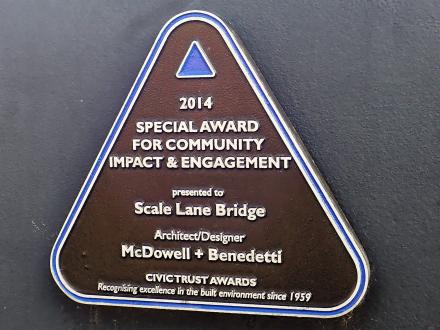 2014
SPECIAL AWARD
FOR COMMUNITY
IMPACT & ENGAGEMENT
presented to
Scale Lane Bridge
Architect/Designer
McDowell + Benedetti
CIVIC TRUST AWARDS
Recognising excellence in the built environment since 1959